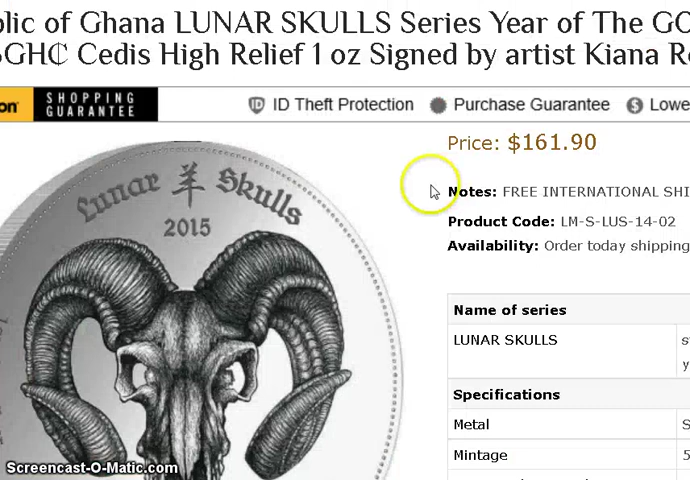 blic of Ghana LUNAR SKULLS Series Year of The GO
GH₵ Cedis High Relief 1 oz Signed by artist Kiana R
on
SHOPPING
GUARANTEE
ID Theft Protection
Purchase Guarantee
Lowe
Price: $161.90
Notes: FREE INTERNATIONAL SHI
Product Code: LM-S-LUS-14-02
Availability: Order today shipping
Lunar 羊 Skulls
2015
Name of series
LUNAR SKULLS
s
y
Specifications
Metal
S
Mintage
5
Screencast-O-Matic.com